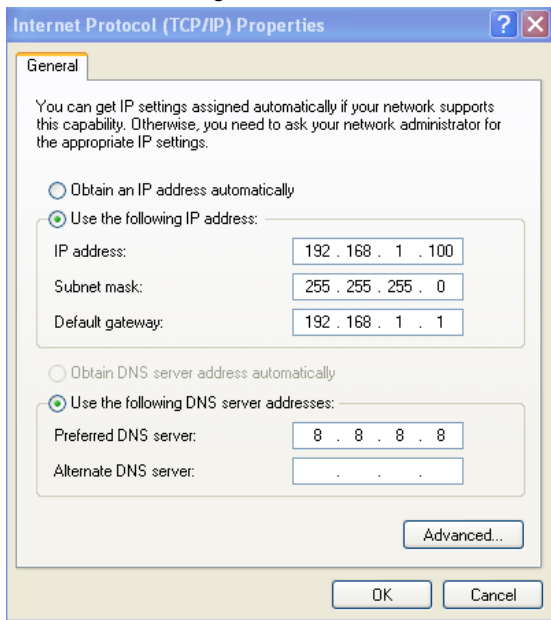 Internet Protocol (TCP/IP) Properties
General
You can get IP settings assigned automatically if your network supports
this capability. Otherwise, you need to ask your network administrator for
the appropriate IP settings.
Obtain an IP address automatically
Use the following IP address:
IP address: 192 . 168 . 1 . 100
Subnet mask: 255 . 255 . 255 . 0
Default gateway: 192 . 168 . 1 . 1
Obtain DNS server address automatically
Use the following DNS server addresses:
Preferred DNS server: 8 . 8 . 8 . 8
Alternate DNS server: . . .
Advanced...
OK Cancel